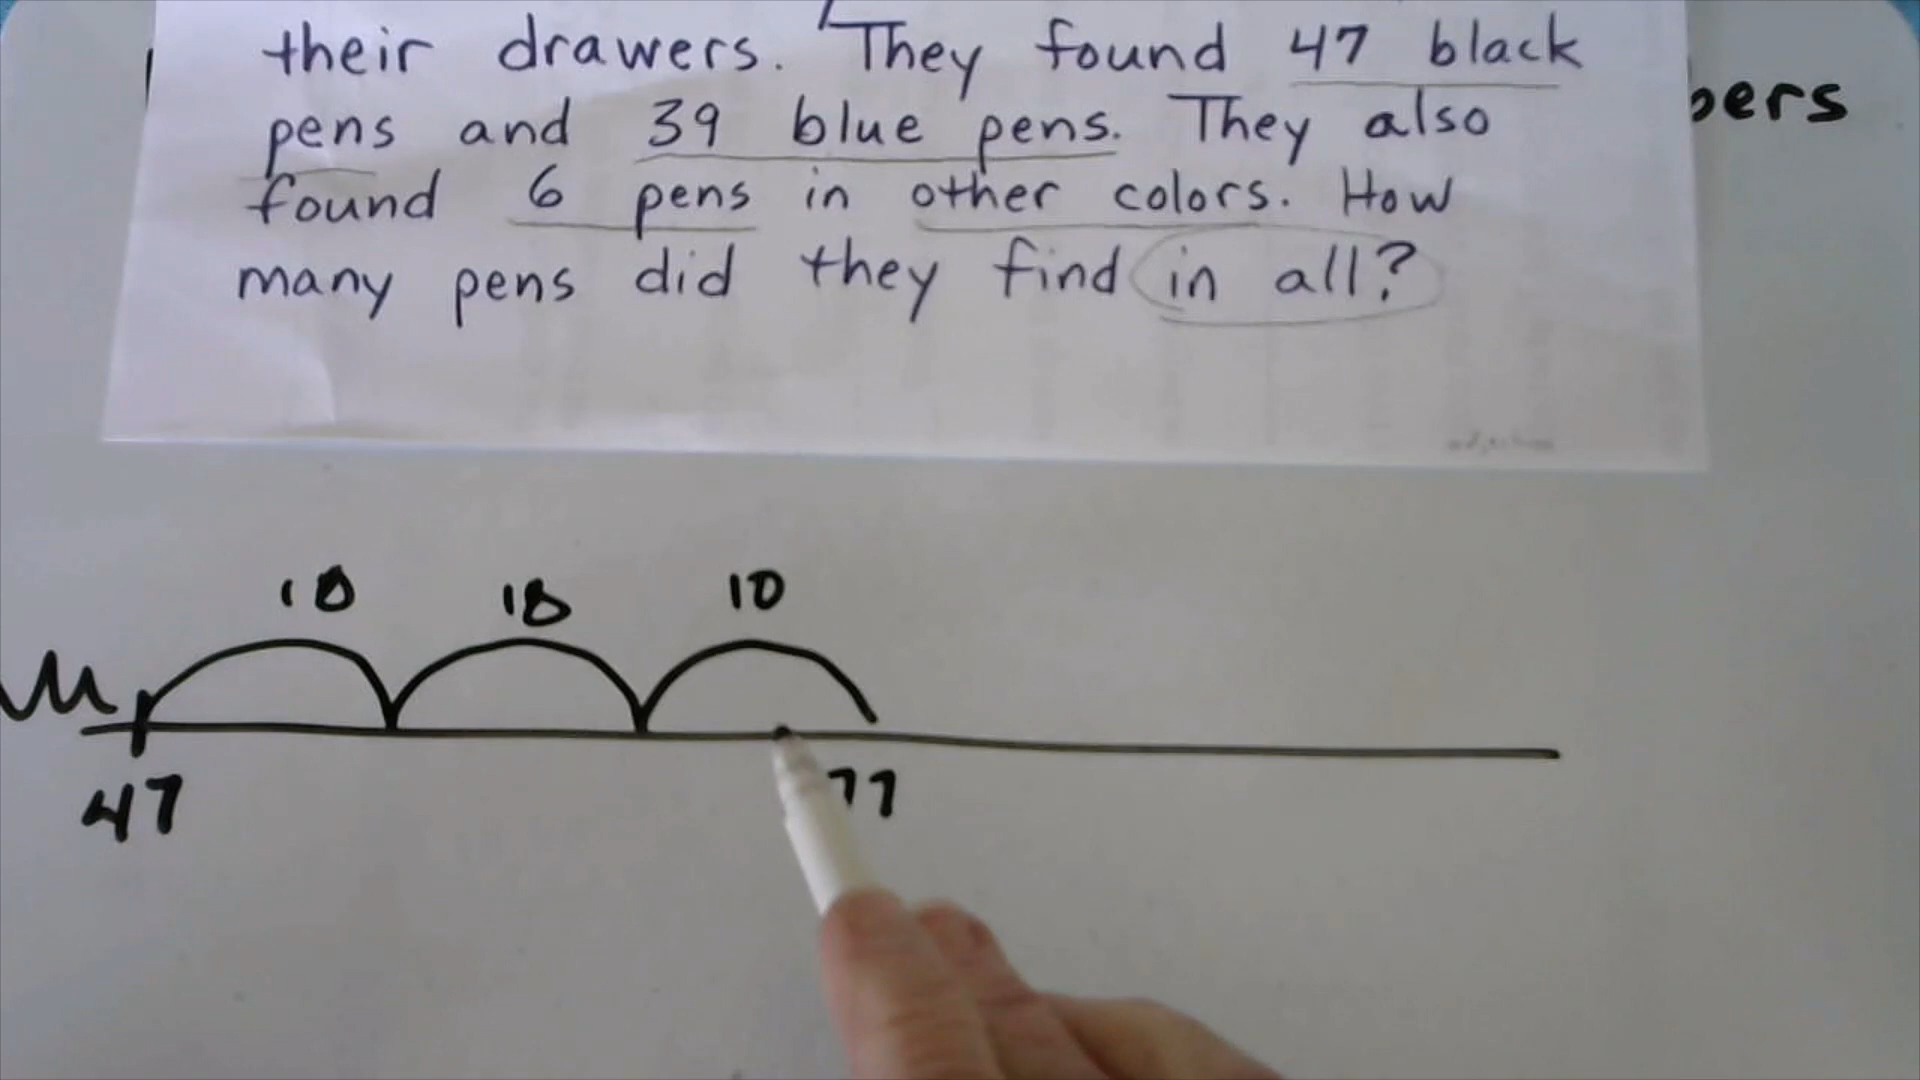 their drawers. They found 47 black
pens and 39 blue pens. They also
found 6 pens in other colors. How
many pens did they find in all?
10 10 10
47 77